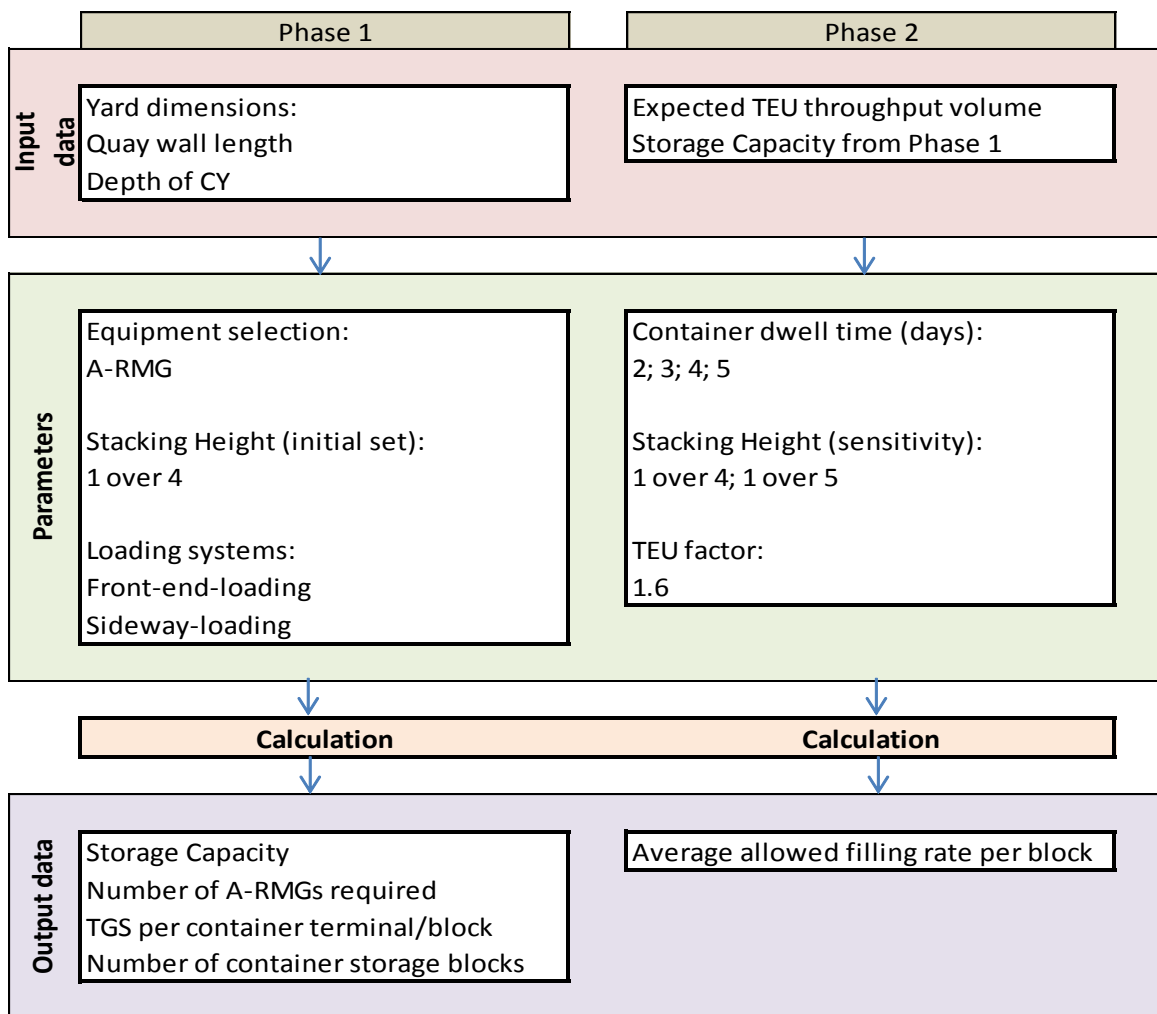 Phase 1
Phase 2
Input
data
Yard dimensions:
Quay wall length
Depth of CY
Expected TEU throughput volume
Storage Capacity from Phase 1
Parameters
Equipment selection:
A-RMG
Stacking Height (initial set):
1 over 4
Loading systems:
Front-end-loading
Sideway-loading
Container dwell time (days):
2; 3; 4; 5
Stacking Height (sensitivity):
1 over 4; 1 over 5
TEU factor:
1.6
Calculation
Calculation
Output data
Storage Capacity
Number of A-RMGs required
TGS per container terminal/block
Number of container storage blocks
Average allowed filling rate per block